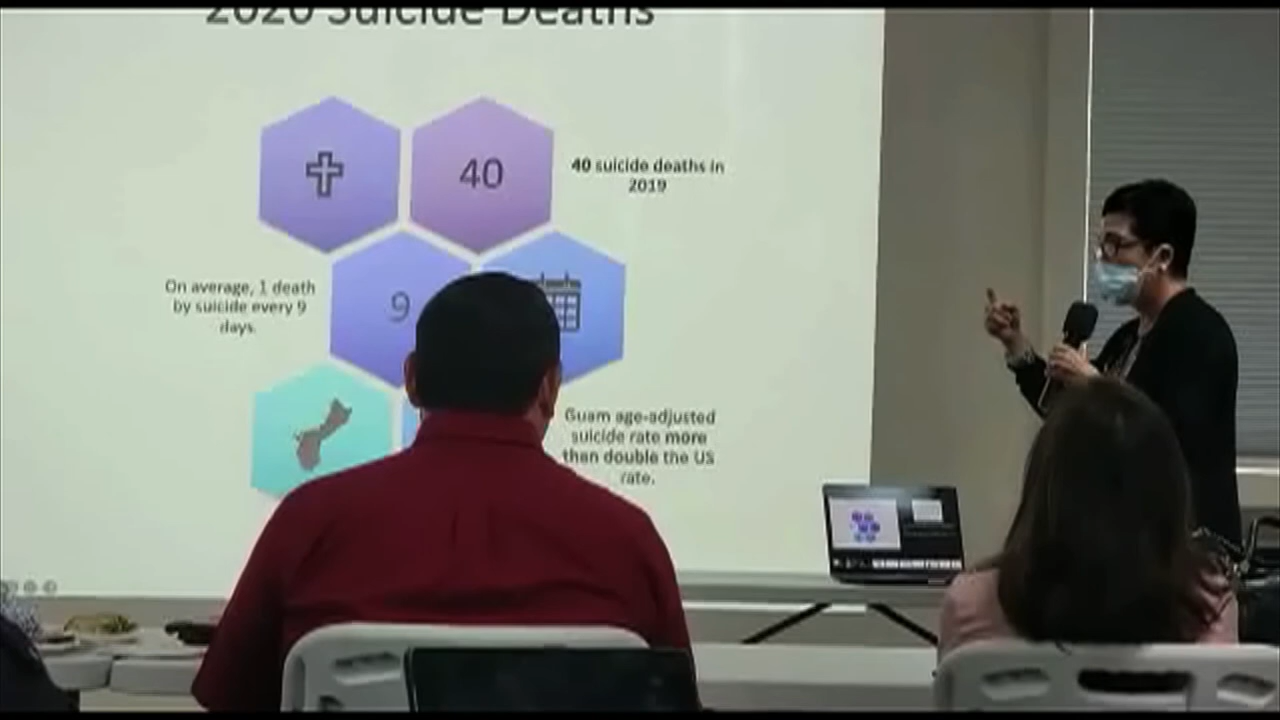 2020 Suicide Deaths
40
40 suicide deaths in
2019
On average, 1 death
by suicide every 9
days.
9
Guam age-adjusted
suicide rate more
than double the US
rate.